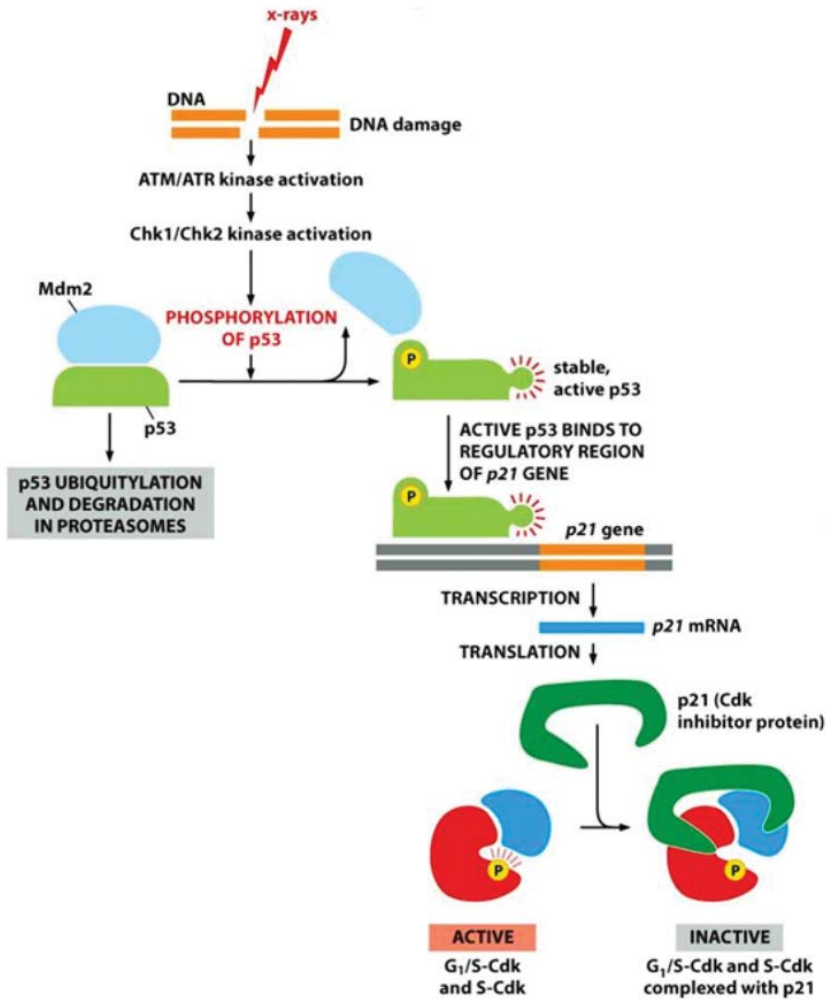 x-rays
DNA
DNA damage
ATM/ATR kinase activation
Chk1/Chk2 kinase activation
Mdm2
PHOSPHORYLATION
OF p53
P
stable,
active p53
p53
ACTIVE p53 BINDS TO
REGULATORY REGION
OF p21 GENE
p53 UBIQUITYLATION
AND DEGRADATION
IN PROTEASOMES
P
p21 gene
TRANSCRIPTION
p21 mRNA
TRANSLATION
p21 (Cdk
inhibitor protein)
P
P
ACTIVE
INACTIVE
G₁/S-Cdk
and S-Cdk
G₁/S-Cdk and S-Cdk
complexed with p21